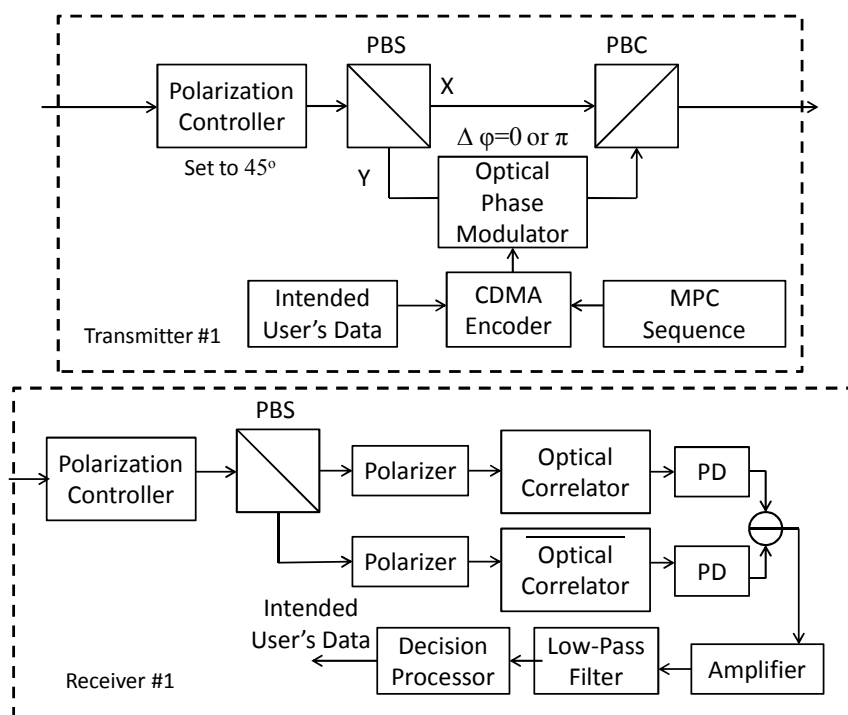 PBS
PBC
Polarization
Controller
X
Set to 45°
Y
Δ φ=0 or π
Optical
Phase
Modulator
Intended
User's Data
CDMA
Encoder
MPC
Sequence
Transmitter #1
PBS
Polarization
Controller
Polarizer
Optical
Correlator
PD
Polarizer
Optical
Correlator
PD
Intended
User's Data
Decision
Processor
Low-Pass
Filter
Amplifier
Receiver #1